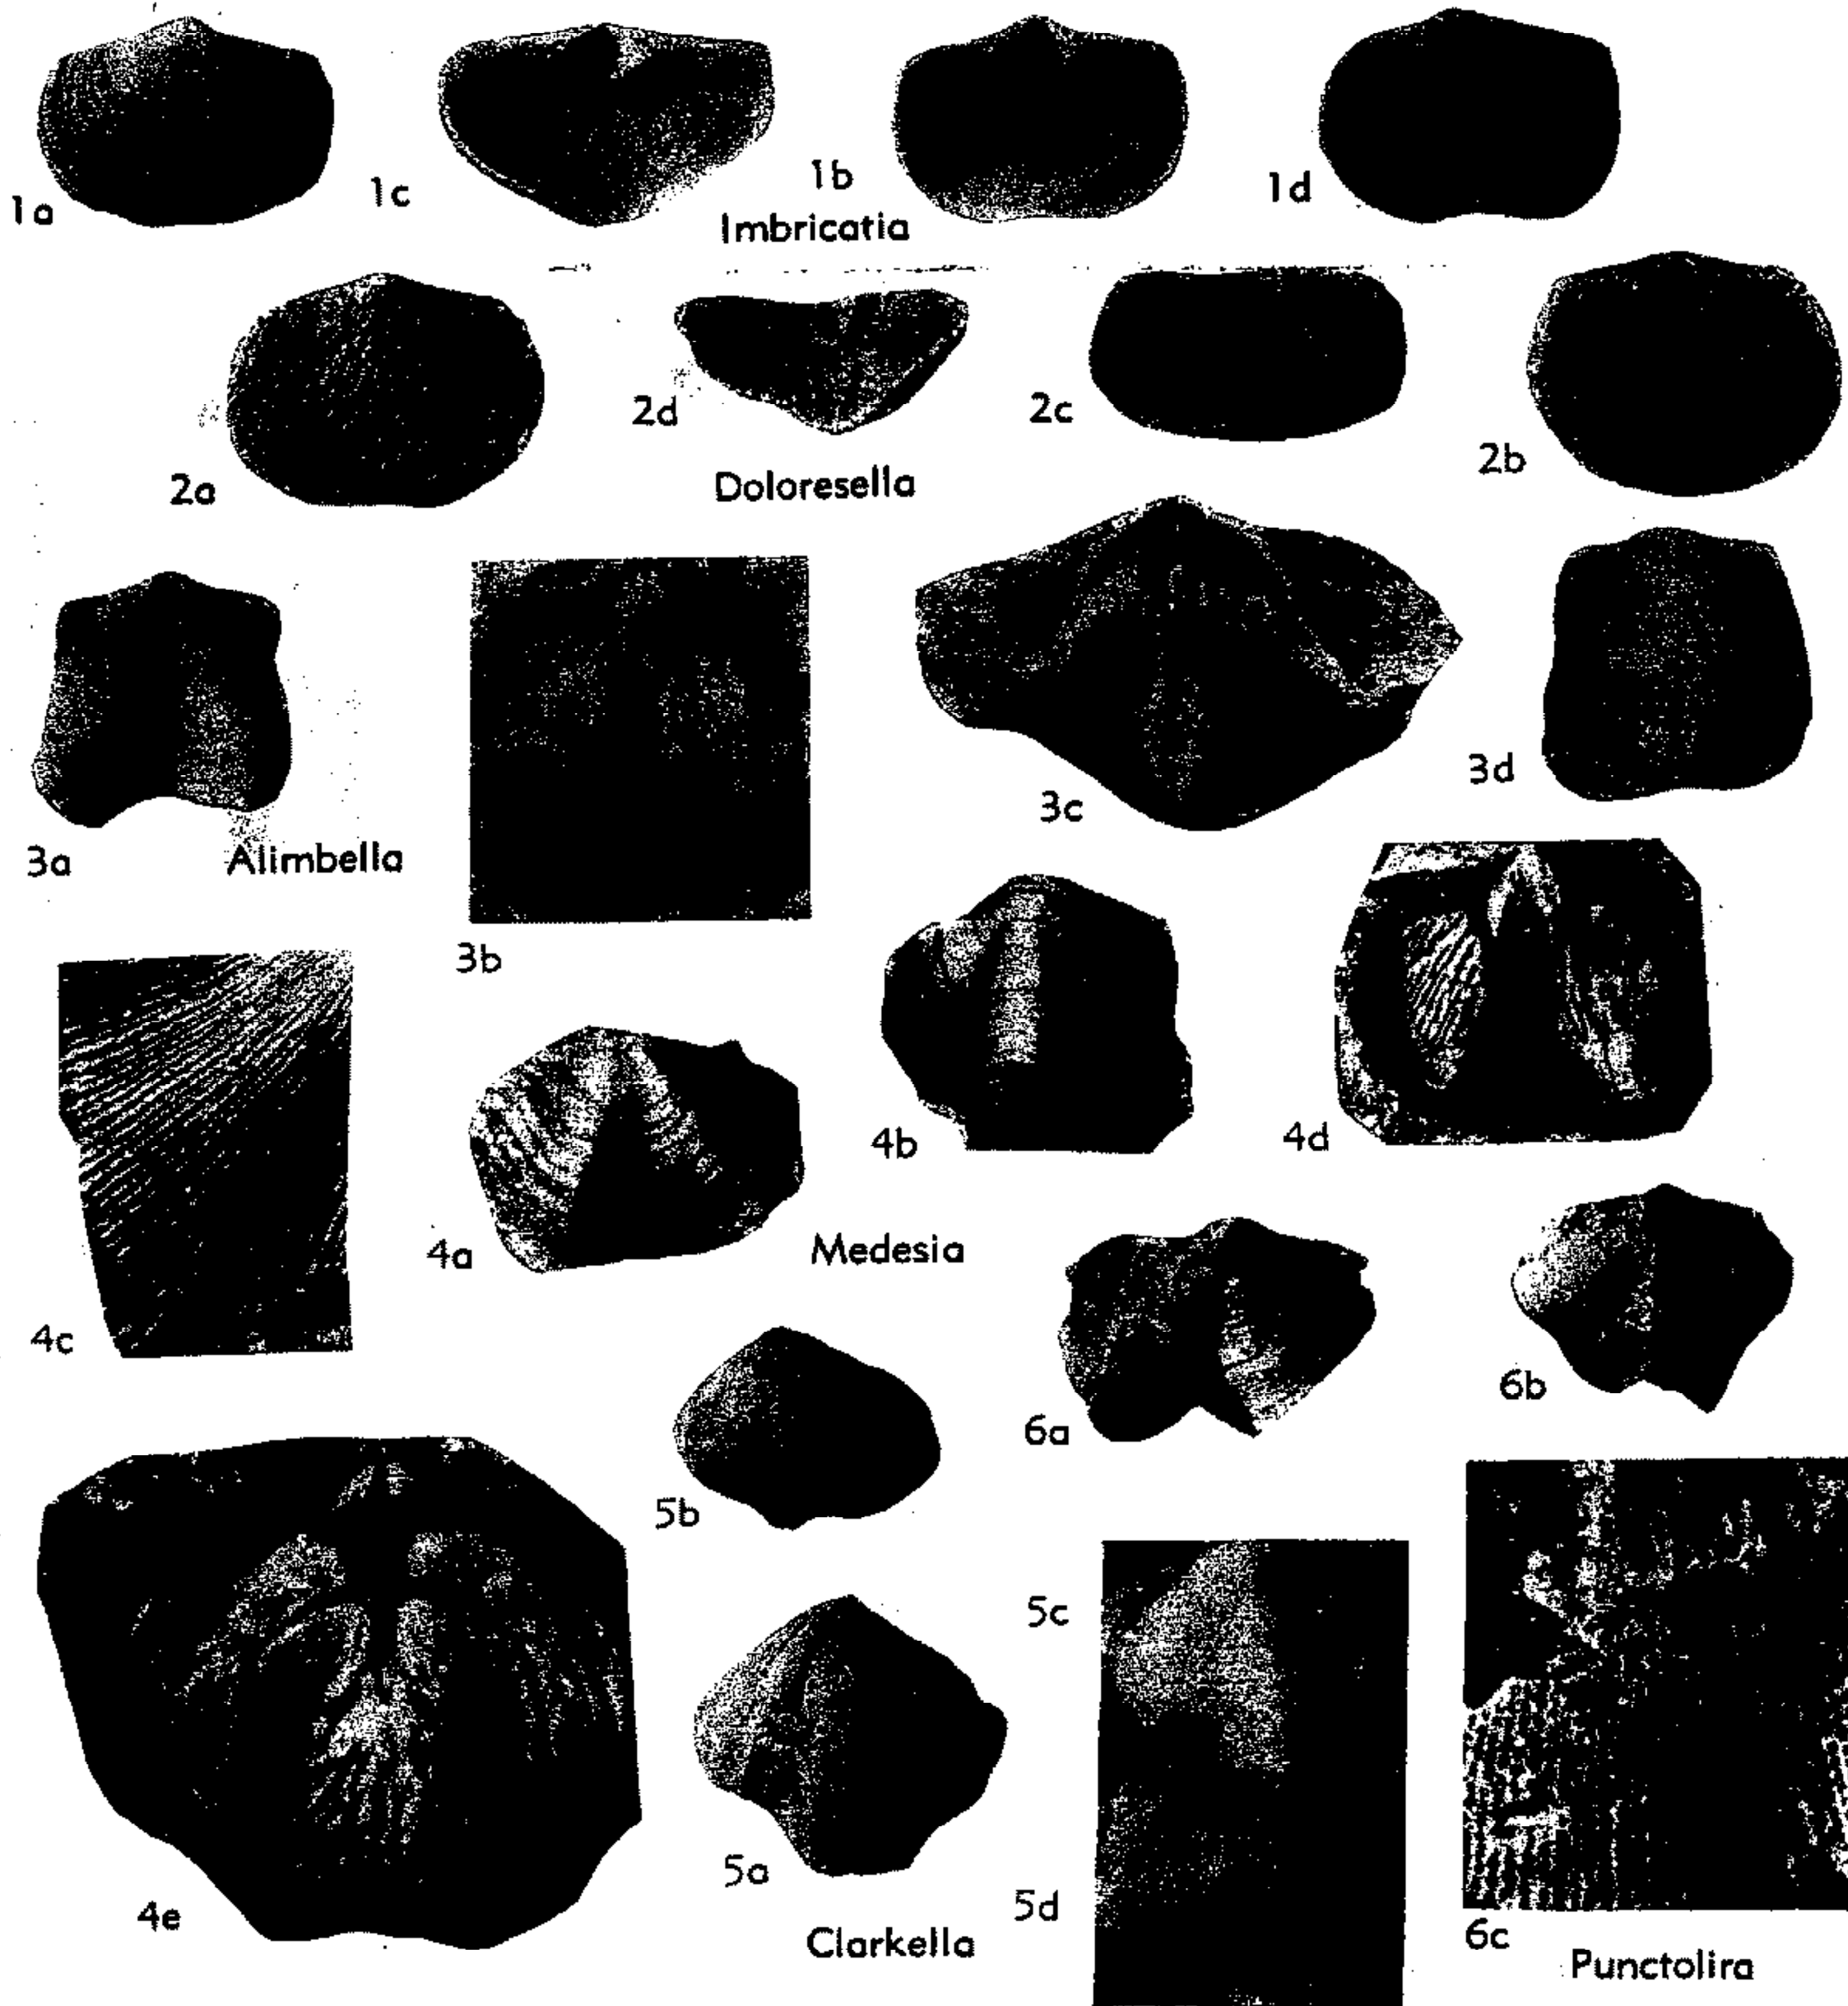 1a
1c
1b
1d
Imbricatia
2a
2d
2c
2b
Doloresella
3a
Alimbella
3b
3c
3d
4c
4a
4b
4d
Medesia
6a
6b
5b
4e
5a
5c
5d
6c
Clarkella
Punctolira